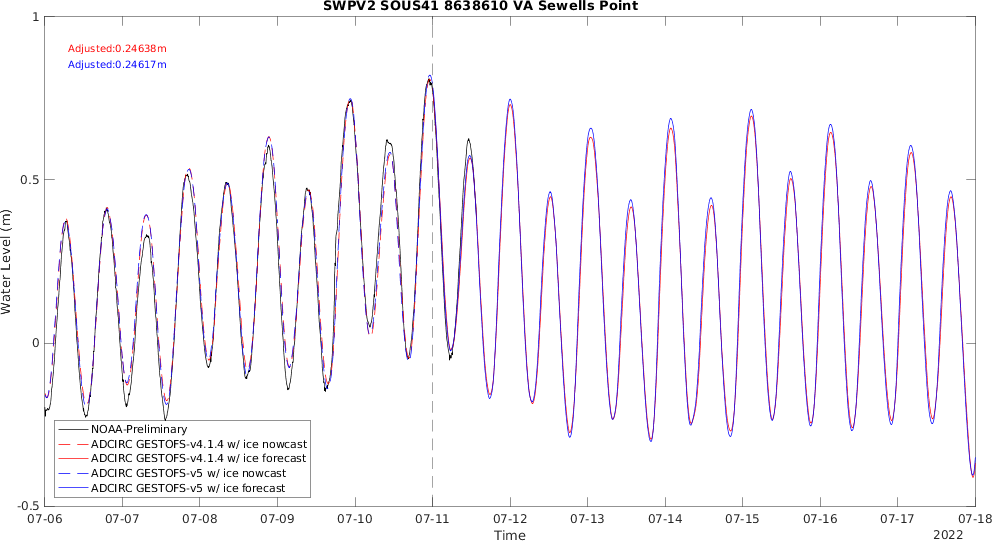 SWPV2 SOUS41 8638610 VA Sewells Point
Adjusted:0.24638m
Adjusted:0.24617m
1
0.5
0
-0.5
Water Level (m)
NOAA-Preliminary
ADCIRC GESTOFS-v4.1.4 w/ ice nowcast
ADCIRC GESTOFS-v4.1.4 w/ ice forecast
ADCIRC GESTOFS-v5 w/ ice nowcast
ADCIRC GESTOFS-v5 w/ ice forecast
07-06 07-07 07-08 07-09 07-10 07-11 07-12 07-13 07-14 07-15 07-16 07-17 07-18
Time
2022